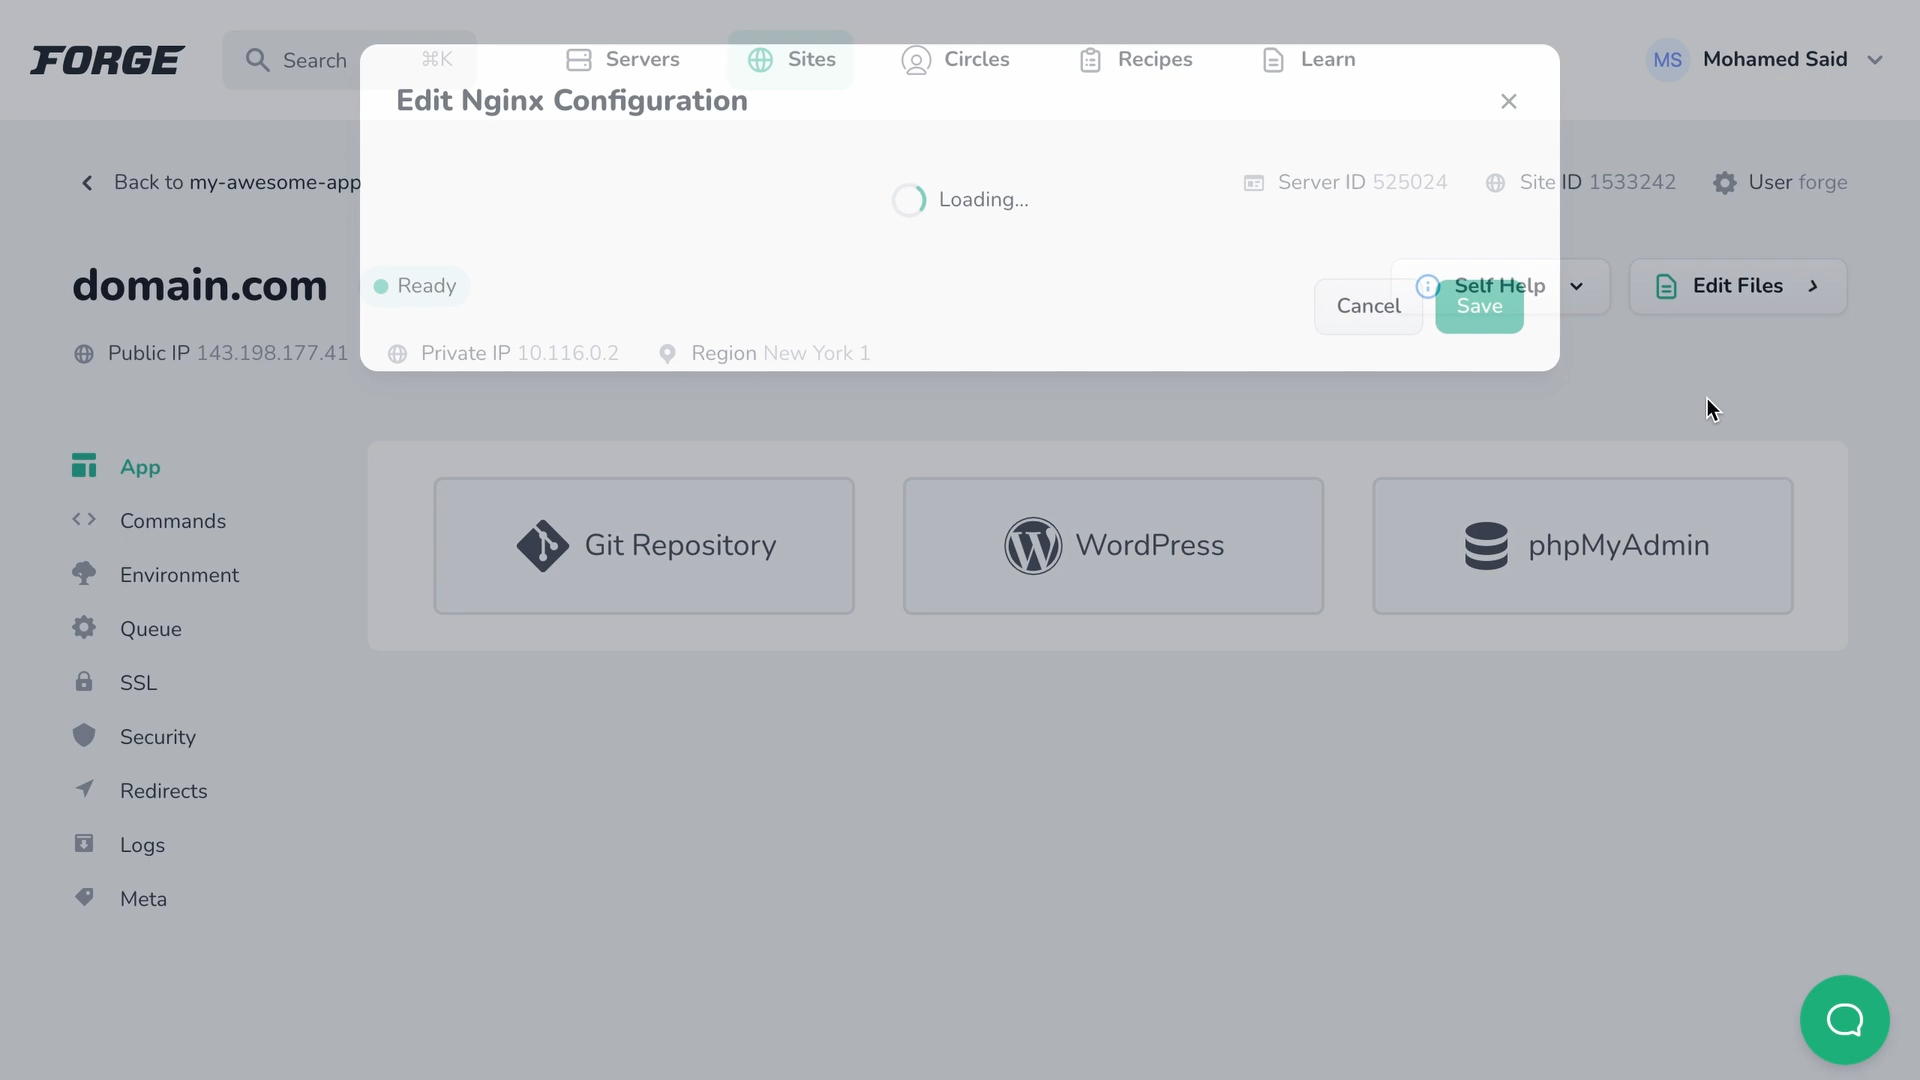 FORGE
Search
⌘K
Servers
Sites
Circles
Recipes
Learn
MS
Mohamed Said
Edit Nginx Configuration
Back to my-awesome-app
Server ID 525024
Site ID 1533242
User forge
Loading...
domain.com
Ready
Self Help
Edit Files
Cancel
Save
Public IP 143.198.177.41
Private IP 10.116.0.2
Region New York 1
App
Commands
Environment
Queue
SSL
Security
Redirects
Logs
Meta
Git Repository
WordPress
phpMyAdmin